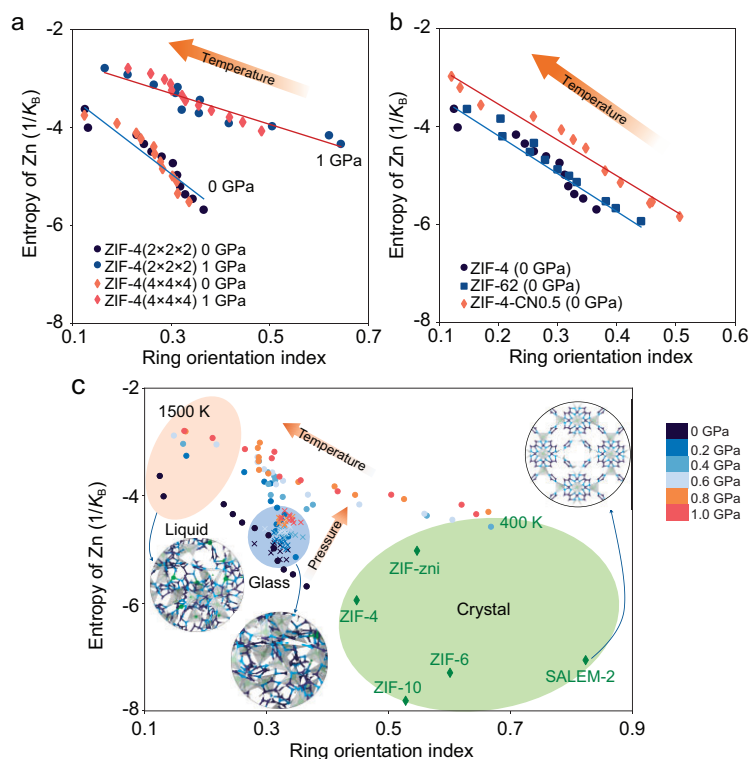 a
-2
-4
-6
-8
Entropy of Zn (1/K_B)
Temperature
1 GPa
0 GPa
ZIF-4(2×2×2) 0 GPa
ZIF-4(2×2×2) 1 GPa
ZIF-4(4×4×4) 0 GPa
ZIF-4(4×4×4) 1 GPa
0.1 0.3 0.5 0.7
Ring orientation index
b
-2
-4
-6
-8
Entropy of Zn (1/K_B)
Temperature
ZIF-4 (0 GPa)
ZIF-62 (0 GPa)
ZIF-4-CN0.5 (0 GPa)
0.1 0.2 0.3 0.4 0.5 0.6
Ring orientation index
c
-2
-4
-6
-8
Entropy of Zn (1/K_B)
1500 K
Temperature
Liquid
Glass
Pressure
400 K
ZIF-zni
ZIF-4
Crystal
ZIF-6
SALEM-2
ZIF-10
0.1 0.3 0.5 0.7 0.9
Ring orientation index
0 GPa
0.2 GPa
0.4 GPa
0.6 GPa
0.8 GPa
1.0 GPa